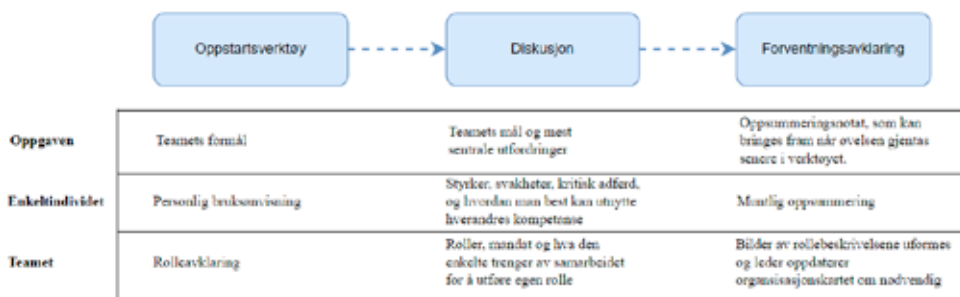 Oppstartsverktøy
Diskusjon
Forventningsavklaring
Oppgaven
Teamets formål
Teamets mål og mest
sentrale utfordringer
Oppsummeringsnotat, som kan
bringes fram når øvelsen gjentas
senere i verktøyet.
Enkeltindividet
Personlig bruksanvisning
Styrker, svakheter, kritisk adferd,
og hvordan man best kan utnytte
hverandres kompetanse
Muntlig oppsummering
Teamet
Rolleavklaring
Roller, mandat og hva den
enkelte trenger av samarbeidet
for å utføre egen rolle
Bilder av rollebeskrivelsene uformes
og leder oppdaterer
organsisasjonskartet om nødvendig